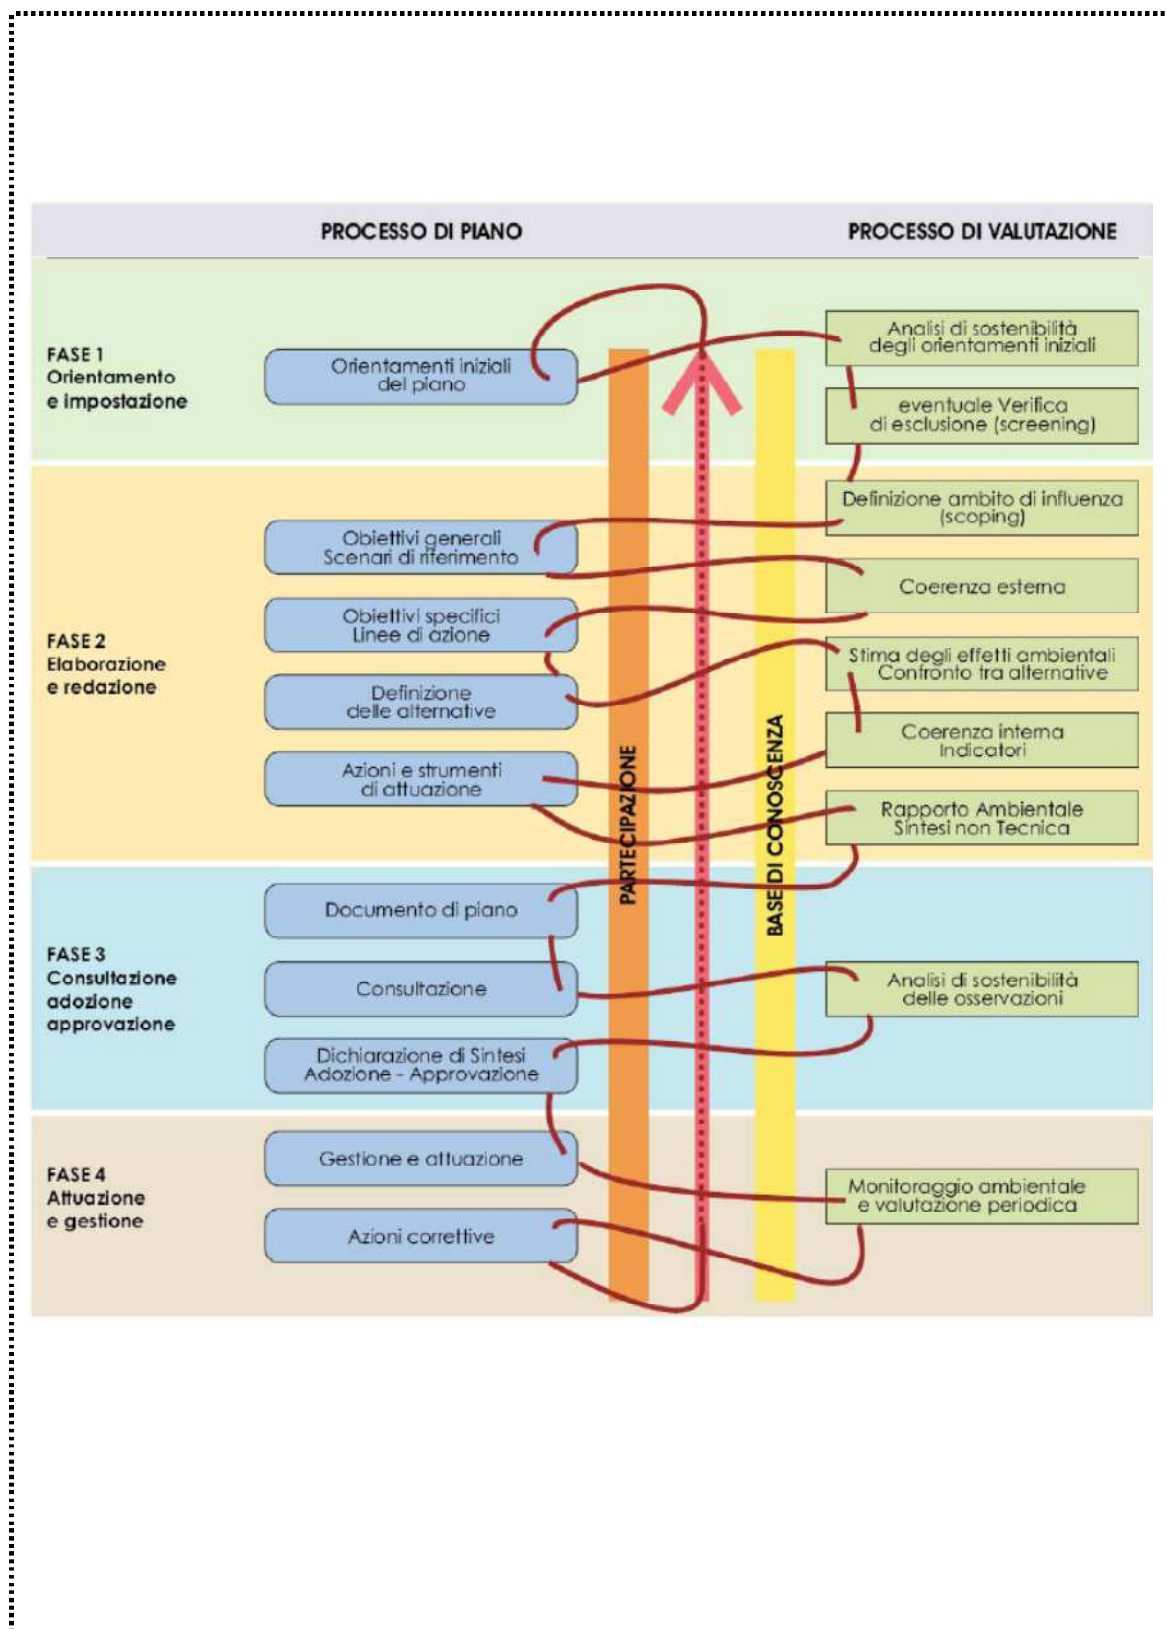 PROCESSO DI PIANO
PROCESSO DI VALUTAZIONE
FASE 1
Orientamento
e impostazione
Orientamenti iniziali
del piano
Analisi di sostenibilità
degli orientamenti iniziali
eventuale Verifica
di esclusione (screening)
FASE 2
Elaborazione
e redazione
Obiettivi generali
Scenari di riferimento
Obiettivi specifici
Linee di azione
Definizione
delle alternative
Azioni e strumenti
di attuazione
Definizione ambito di influenza
(scoping)
Coerenza esterna
Stima degli effetti ambientali
Confronto tra alternative
Coerenza interna
Indicatori
Rapporto Ambientale
Sintesi non Tecnica
PARTECIPAZIONE
BASE DI CONOSCENZA
FASE 3
Consultazione
adozione
approvazione
Documento di piano
Consultazione
Dichiarazione di Sintesi
Adozione - Approvazione
Analisi di sostenibilità
delle osservazioni
FASE 4
Attuazione
e gestione
Gestione e attuazione
Azioni correttive
Monitoraggio ambientale
e valutazione periodica